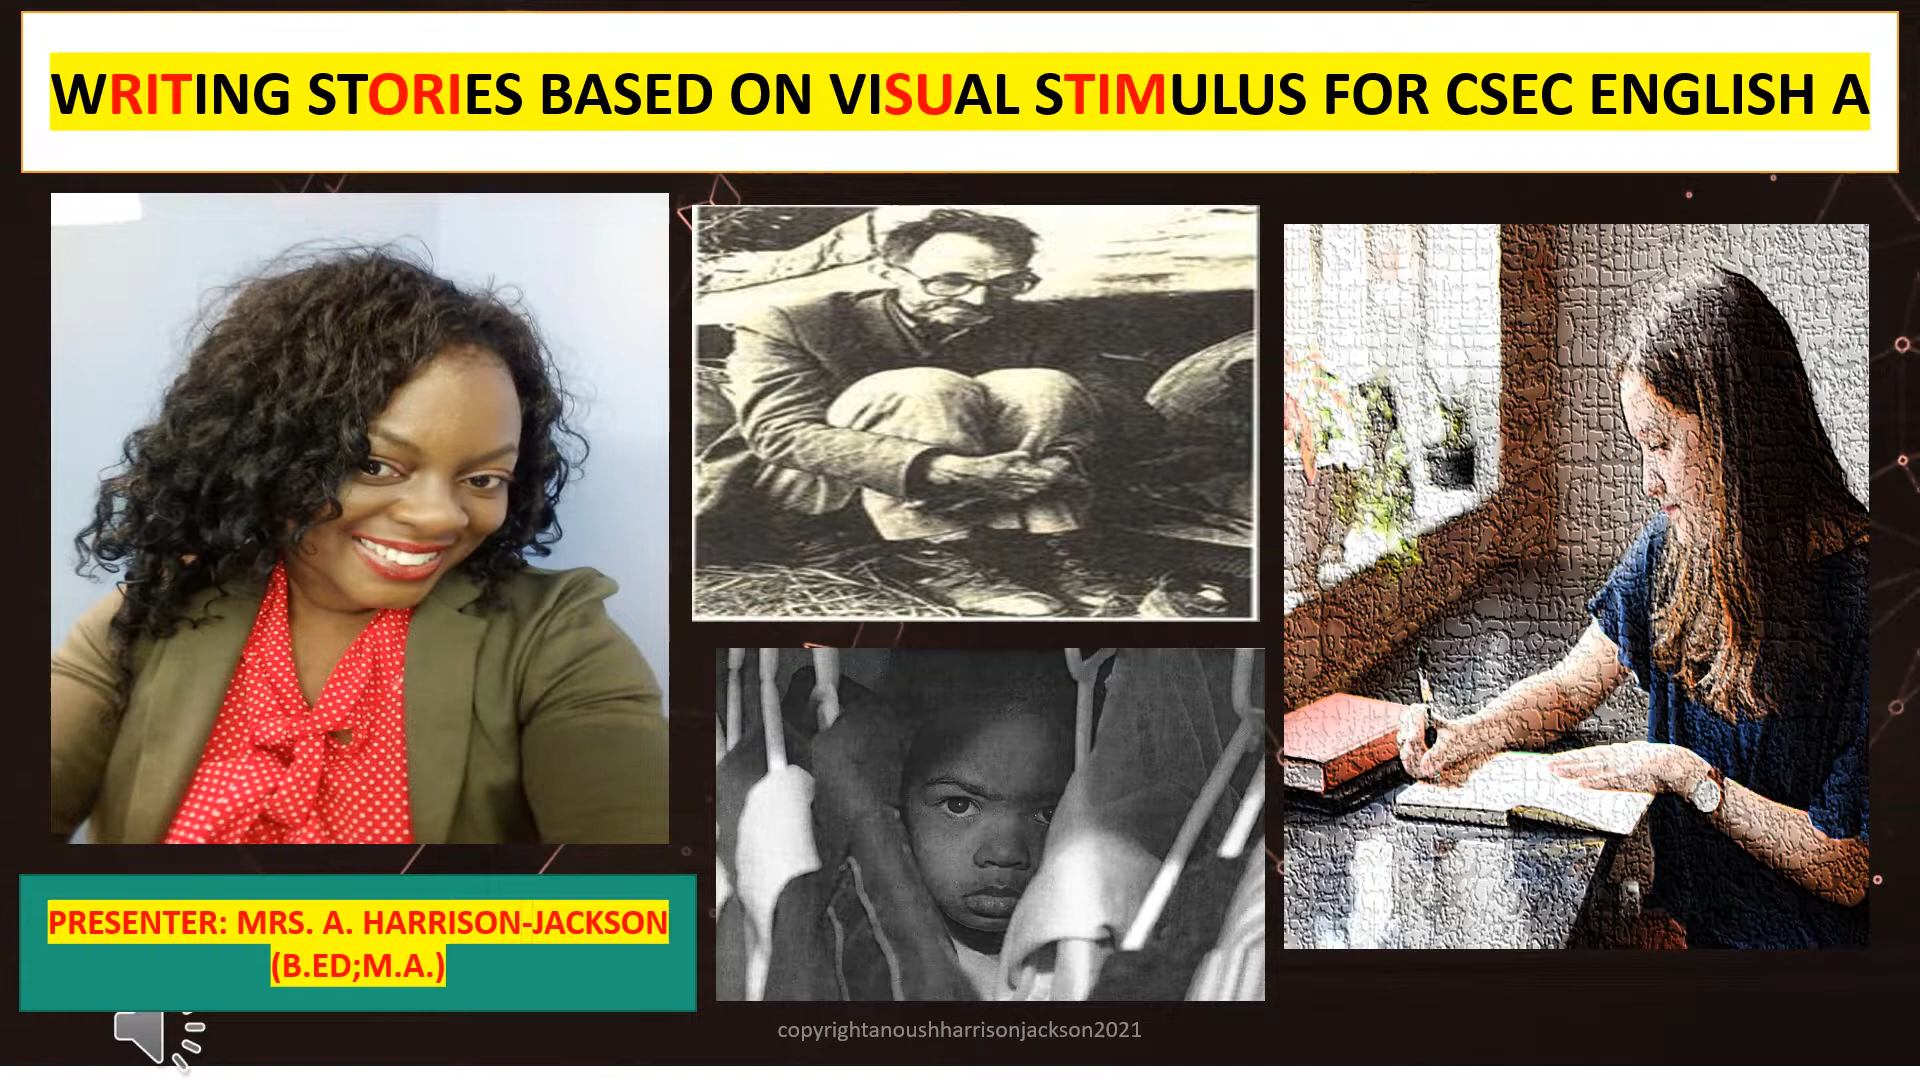 WRITING STORIES BASED ON VISUAL STIMULUS FOR CSEC ENGLISH A
PRESENTER: MRS. A. HARRISON-JACKSON
(B.ED;M.A.)
copyrightanoushharrisonjackson2021